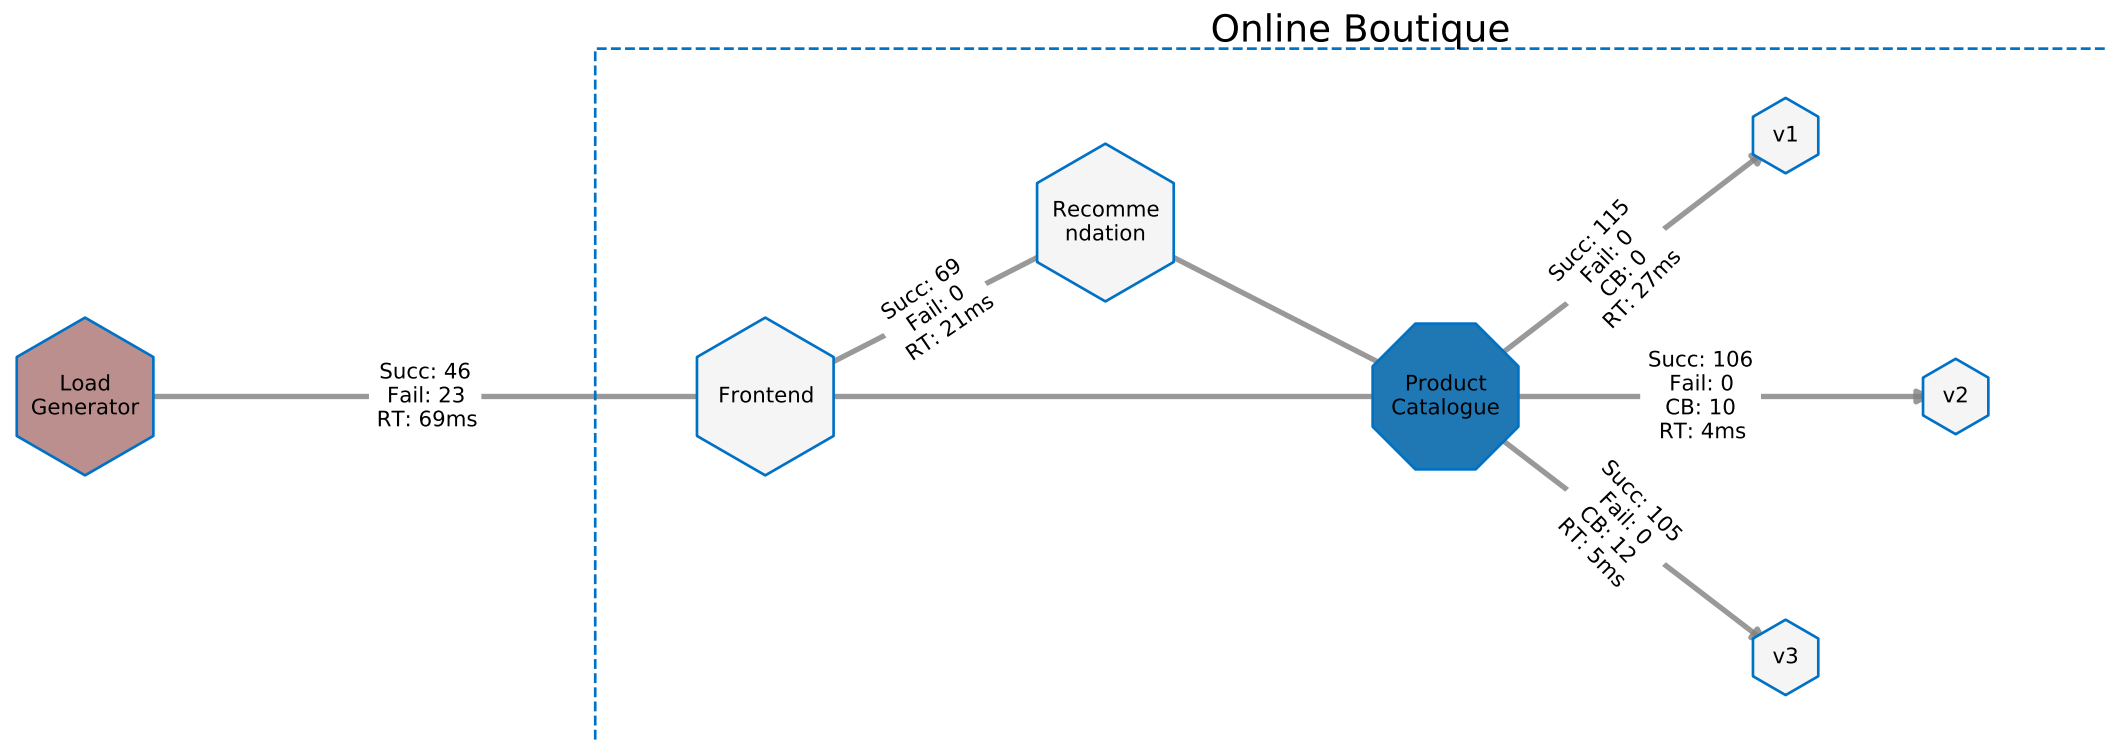 Online Boutique
Load
Generator
Succ: 46
Fail: 23
RT: 69ms
Frontend
Succ: 69
Fail: 0
RT: 21ms
Recomme
ndation
Product
Catalogue
Succ: 115
Fail: 0
CB: 0
RT: 27ms
v1
Succ: 106
Fail: 0
CB: 10
RT: 4ms
v2
Succ: 105
Fail: 0
CB: 12
RT: 5ms
v3